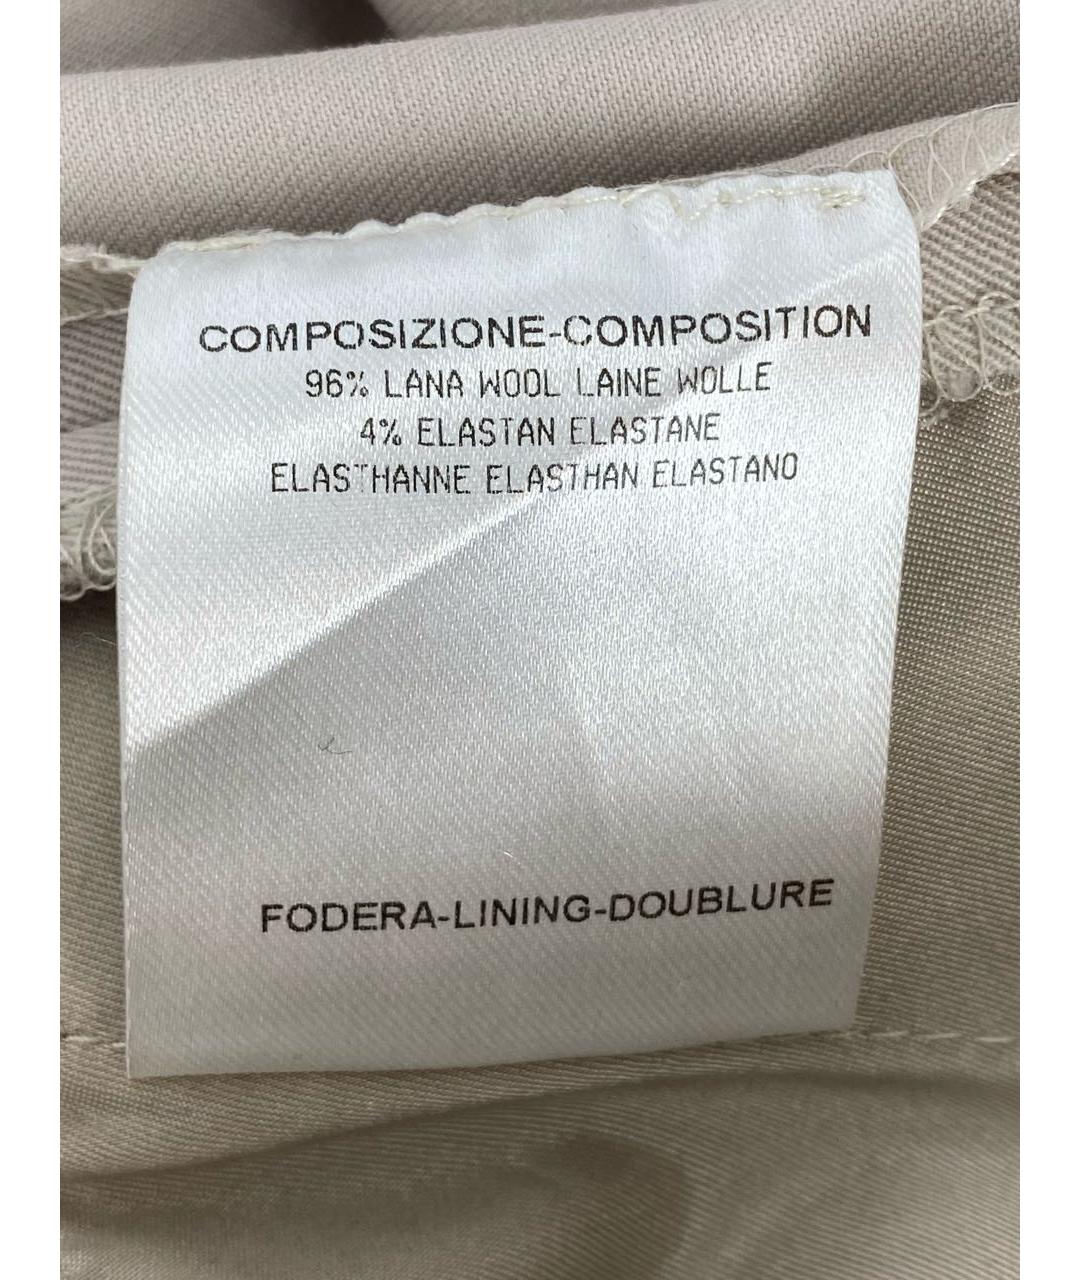 COMPOSIZIONE-COMPOSITION
96% LANA WOOL LAINE WOLLE
4% ELASTAN ELASTANE
ELASTHANNE ELASTHAN ELASTANO
FODERA-LINING-DOUBLURE